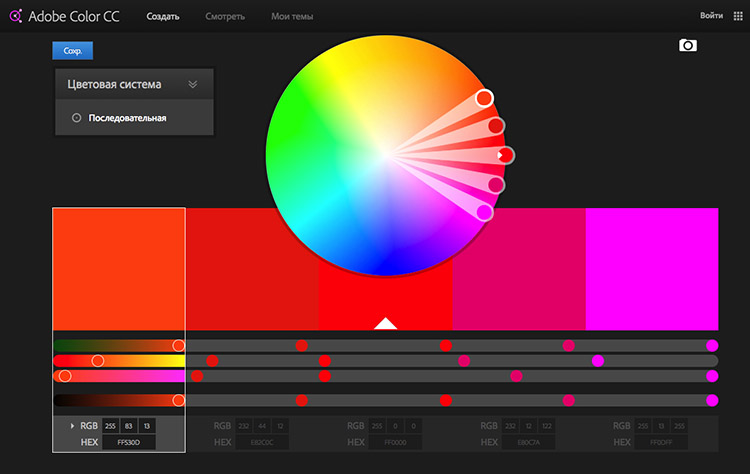 Adobe Color CC Создать Смотреть Мои темы Войти
Сохр.
Цветовая система
Последовательная
RGB 255 83 13 RGB 232 44 12 RGB 255 0 0 RGB 232 12 122 RGB 255 13 255
HEX FF530D HEX E82C0C HEX FF0000 HEX E80C7A HEX FF0DFF